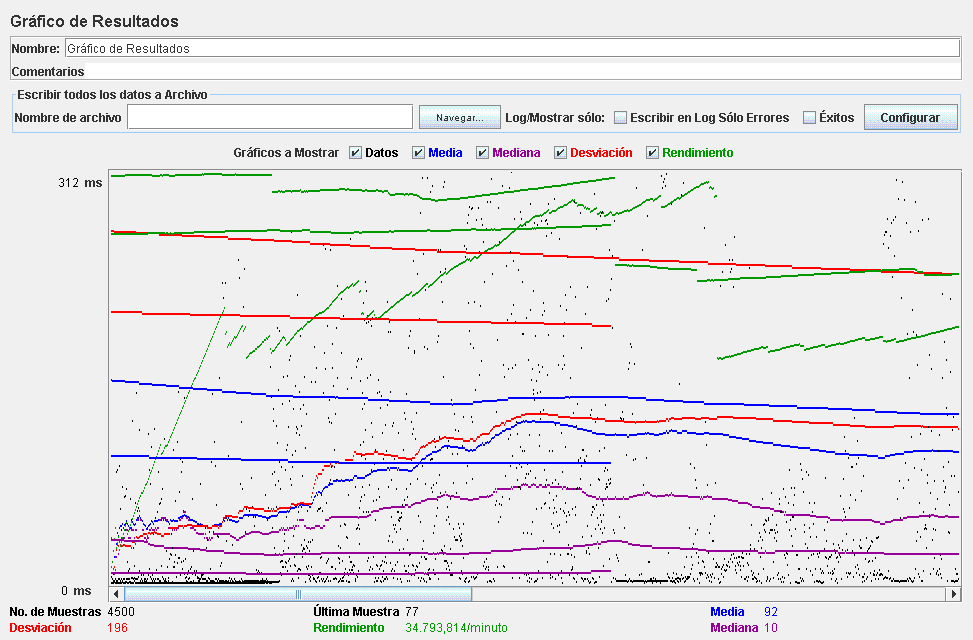 Gráfico de Resultados
Nombre: Gráfico de Resultados
Comentarios
Escribir todos los datos a Archivo
Nombre de archivo Navegar... Log/Mostrar sólo: Escribir en Log Sólo Errores Éxitos Configurar
Gráficos a Mostrar Datos Media Mediana Desviación Rendimiento
312 ms
0 ms
No. de Muestras 4500 Última Muestra 77 Media 92
Desviación 196 Rendimiento 34.793,814/minuto Mediana 10